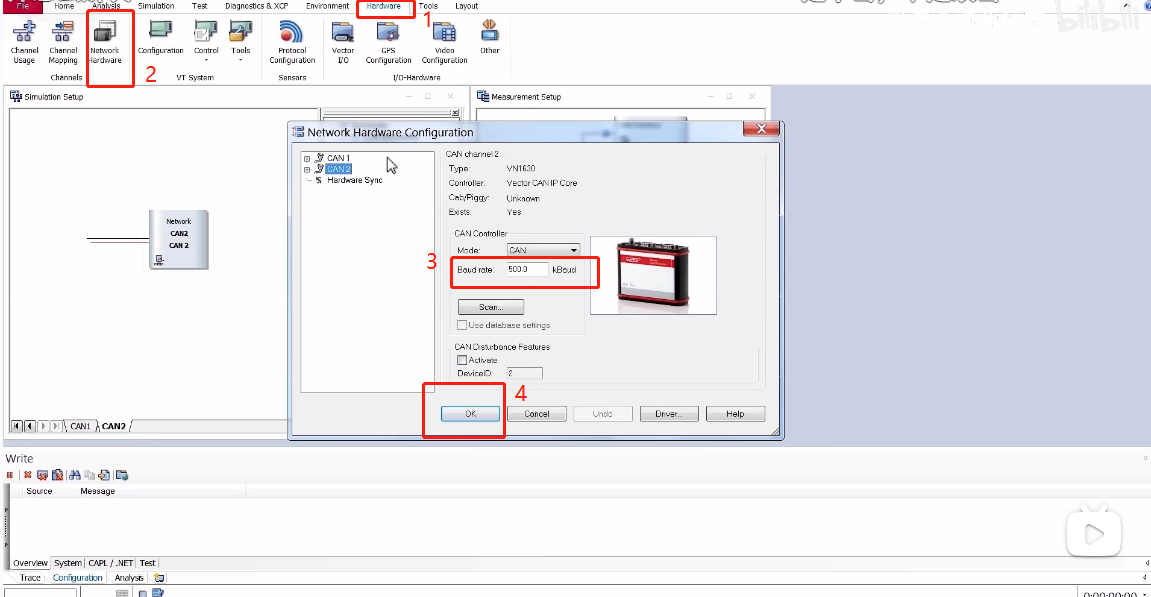 File Home Analysis Simulation Test Diagnostics & XCP Environment Hardware Tools Layout
1
bilibili
Channel Usage
Channel Mapping
Network Hardware
Configuration
Control
Tools
Protocol Configuration
Vector I/O
GPS Configuration
Video Configuration
Other
2
Channels
VT System
Sensors
I/O-Hardware
Simulation Setup
Measurement Setup
Network Hardware Configuration
CAN 1
CAN 2
Hardware Sync
CAN channel 2
Type: VN1630
Controller: Vector CAN IP Core
Cab/Piggy: Unknown
Exists: Yes
CAN Controller
Mode: CAN
3
Baud rate: 500.0 kBaud
Scan...
Use database settings
CAN Disturbance Features
Activate
DeviceID: 2
4
OK Cancel Undo Driver... Help
Network
CAN2
CAN 2
CAN1 CAN2
Write
Source Message
Overview System CAPL / .NET Test
Trace Configuration Analysis
0:00:00:00